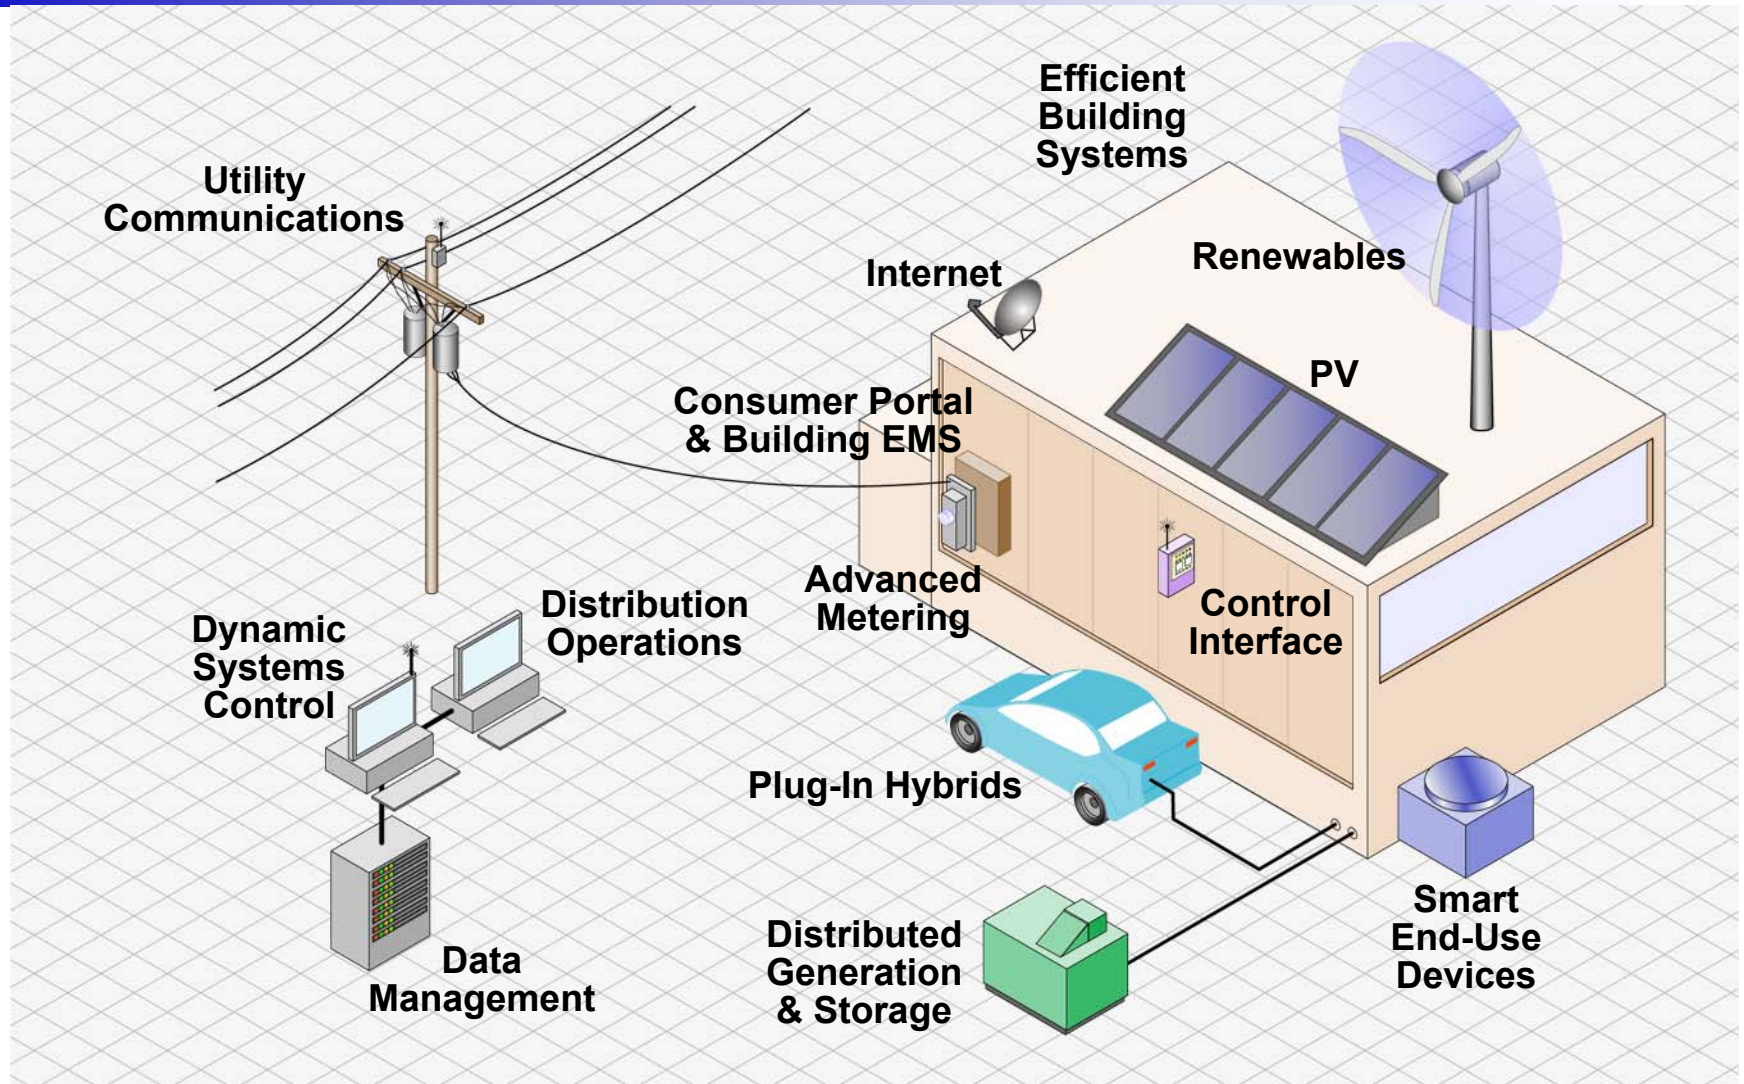 Efficient
Building
Systems
Utility
Communications
Renewables
Internet
PV
Consumer Portal
& Building EMS
Advanced
Metering
Control
Interface
Distribution
Operations
Dynamic
Systems
Control
Plug-In Hybrids
Smart
End-Use
Devices
Distributed
Generation
& Storage
Data
Management